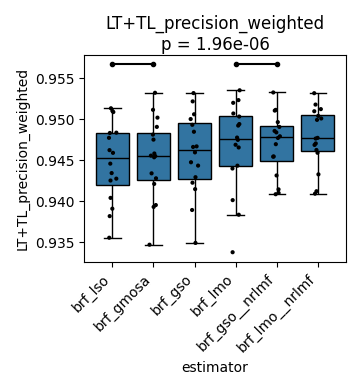 LT+TL_precision_weighted
p = 1.96e-06
LT+TL_precision_weighted
0.955
0.950
0.945
0.940
0.935
brf_lso
brf_gmosa
brf_gso
brf_lmo
brf_gso__nrlmf
brf_lmo__nrlmf
estimator